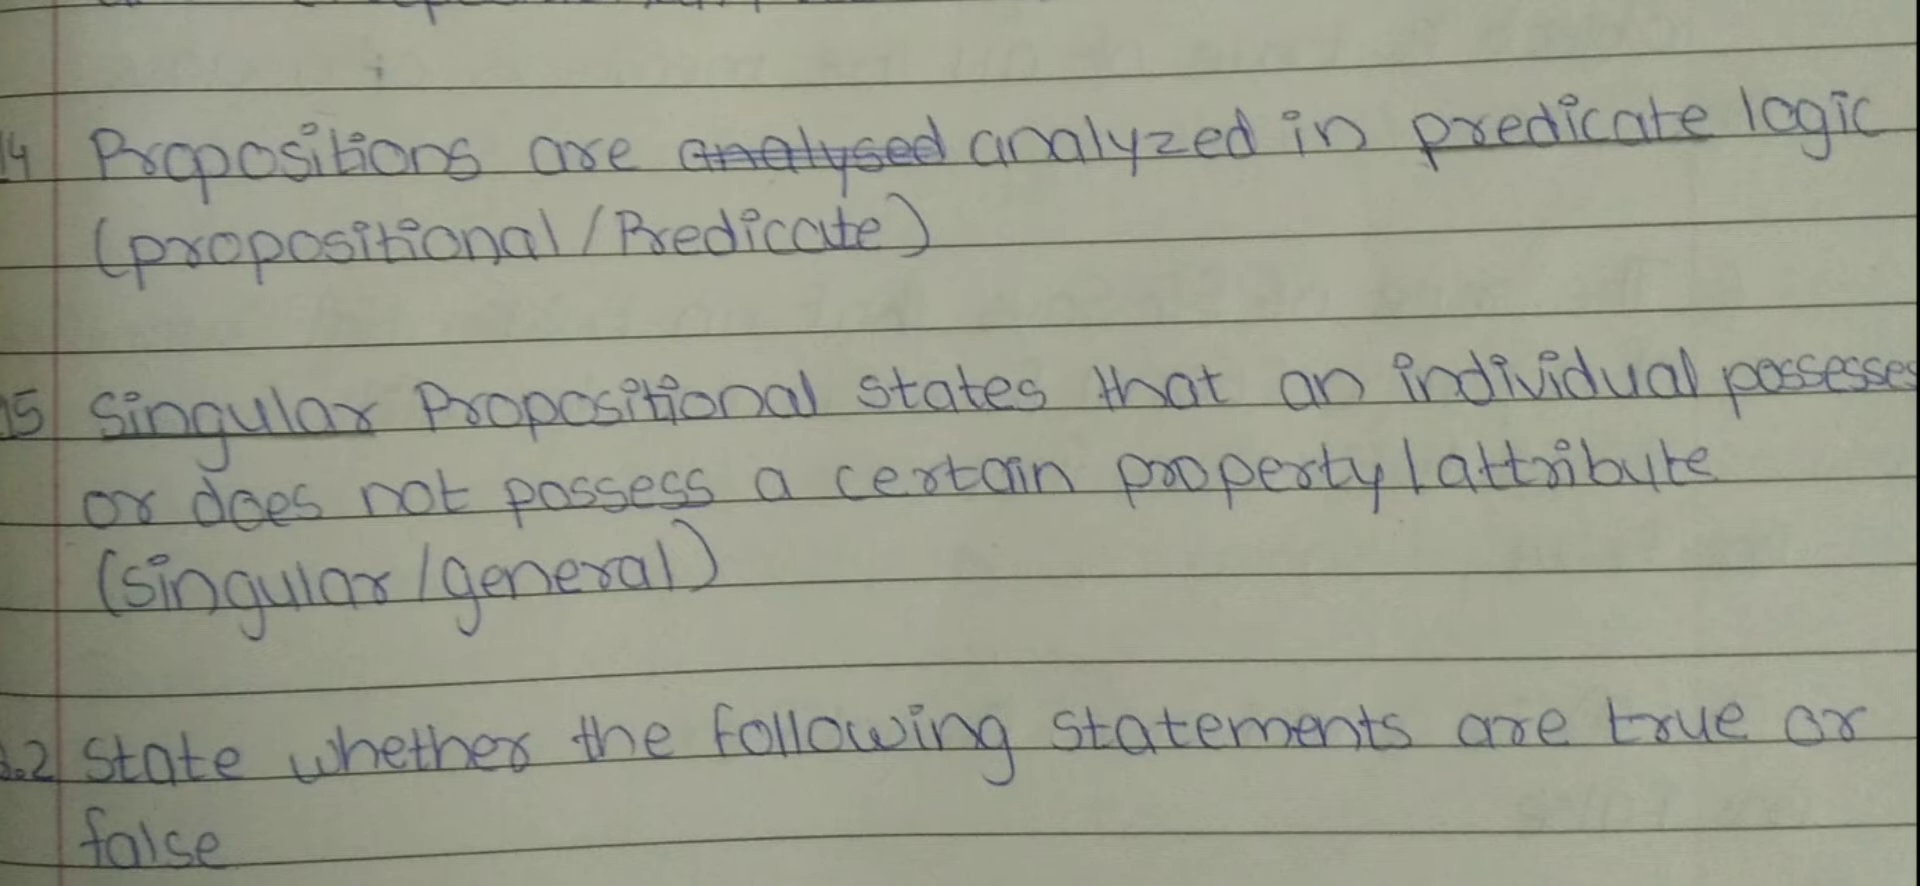 14 Propositions are analysed analyzed in predicate logic
(propositional/Predicate)
15 Singular Propositional states that an individual possesses
or does not possess a certain property/attribute
(singular/general)
.2 State whether the following statements are true or
false